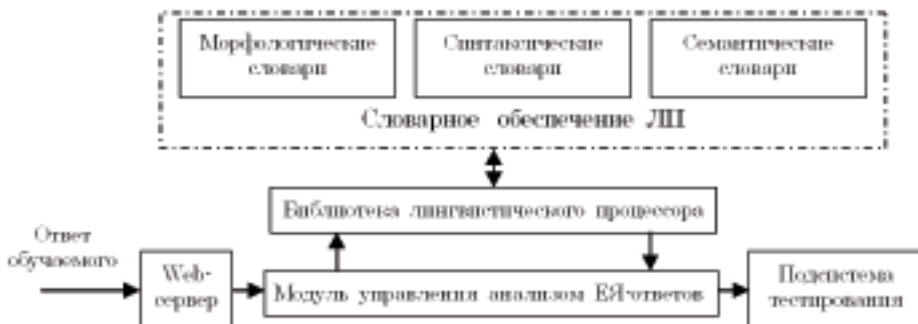 Морфологические
словари
Синтаксические
словари
Семантические
словари
Словарное обеспечение ЛП
Библиотека лингвистического процессора
Ответ
обучаемого
Web-
сервер
Модуль управления анализом ЕЯ-ответов
Подсистема
тестирования